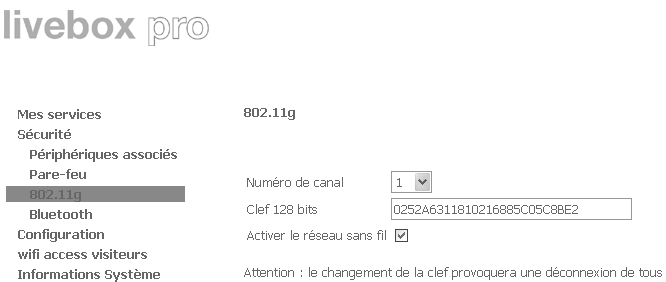 livebox pro
Mes services
Sécurité
Périphériques associés
Pare-feu
802.11g
Bluetooth
Configuration
wifi access visiteurs
Informations Système
802.11g
Numéro de canal 1
Clef 128 bits 0252A6311810216885C05C8BE2
Activer le réseau sans fil
Attention : le changement de la clef provoquera une déconnexion de tous